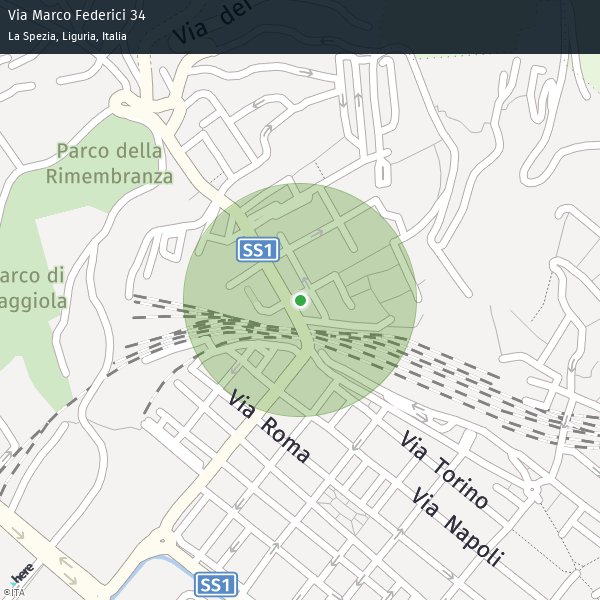 Via Marco Federici 34
La Spezia, Liguria, Italia
Via dei
Parco della
Rimembranza
SS1
arco di
aggiola
Via Roma
Via Torino
Via Napoli
here
SS1
©ITA